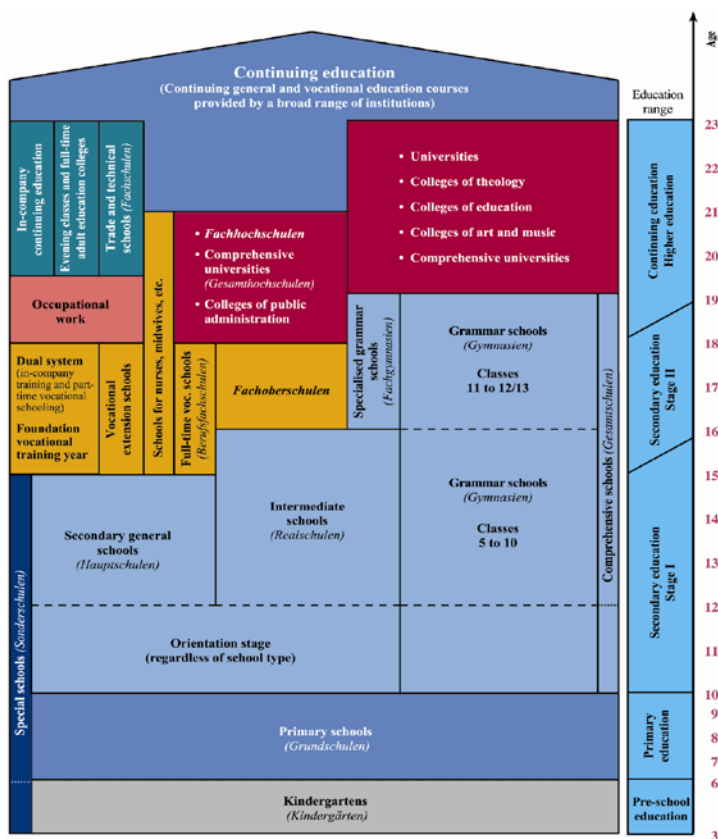 Continuing education
(Continuing general and vocational education courses
provided by a broad range of institutions)
Age
Education
range
In-company
continuing education
Evening classes and full-time
adult education colleges
Trade and technical
schools (Fachschulen)
• Universities
• Colleges of theology
• Colleges of education
• Colleges of art and music
• Comprehensive universities
• Fachhochschulen
• Comprehensive
universities
(Gesamthochschulen)
• Colleges of public
administration
Occupational
work
Schools for nurses, midwives, etc.
Dual system
(in-company
training and part-
time vocational
schooling)
Foundation
vocational
training year
Vocational
extension schools
Full-time voc. schools
(Berufsfachschulen)
Fachoberschulen
Specialised grammar
schools
(Fachgymnasien)
Grammar schools
(Gymnasien)
Classes
11 to 12/13
Comprehensive schools (Gesamtschulen)
Secondary general
schools
(Hauptschulen)
Intermediate
schools
(Realschulen)
Grammar schools
(Gymnasien)
Classes
5 to 10
Orientation stage
(regardless of school type)
Special schools (Sonderschulen)
Primary schools
(Grundschulen)
Kindergartens
(Kindergärten)
Continuing education
Higher education
Secondary education
Stage II
Secondary education
Stage I
Primary
education
Pre-school
education
23
22
21
20
19
18
17
16
15
14
13
12
11
10
9
8
7
6
3